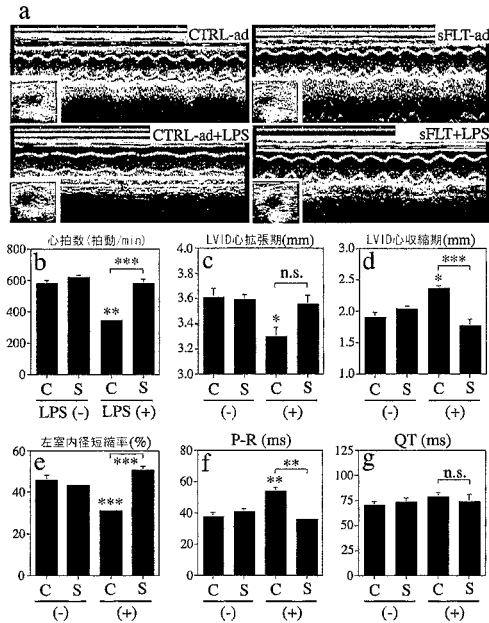 a
CTRL-ad
sFLT-ad
CTRL-ad+LPS
sFLT+LPS
心拍数(拍動/min)
LVID心拡張期(mm)
LVID心収縮期(mm)
b
600
400
200
0
**
***
C S C S
LPS (-) LPS (+)
c
4.0
3.8
3.6
3.4
3.2
3.0
*
n.s.
C S C S
(-) (+)
d
3.0
2.5
2.0
1.5
1.0
*
***
C S C S
(-) (+)
左室内径短縮率(%)
P-R (ms)
QT (ms)
e
60
40
20
0
***
***
C S C S
(-) (+)
f
80
60
40
20
0
**
**
C S C S
(-) (+)
g
125
100
75
50
25
0
n.s.
C S C S
(-) (+)